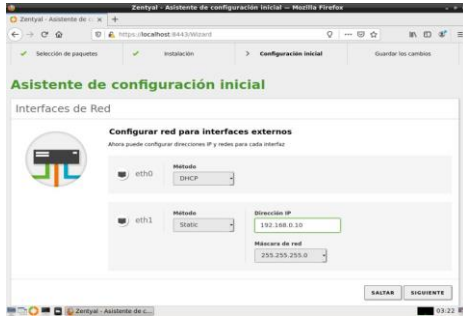 Zentyal - Asistente de configuración inicial — Mozilla Firefox
Zentyal - Asistente de co
https://localhost:8443/Wizard
Selección de paquetes
Instalación
Configuración inicial
Guardar los cambios
Asistente de configuración inicial
Interfaces de Red
Configurar red para interfaces externos
Ahora puede configurar direcciones IP y redes para cada interfaz
eth0
Método
DHCP
eth1
Método
Static
Dirección IP
192.168.0.10
Máscara de red
255.255.255.0
SALTAR
SIGUIENTE
Zentyal - Asistente de c...
03:22